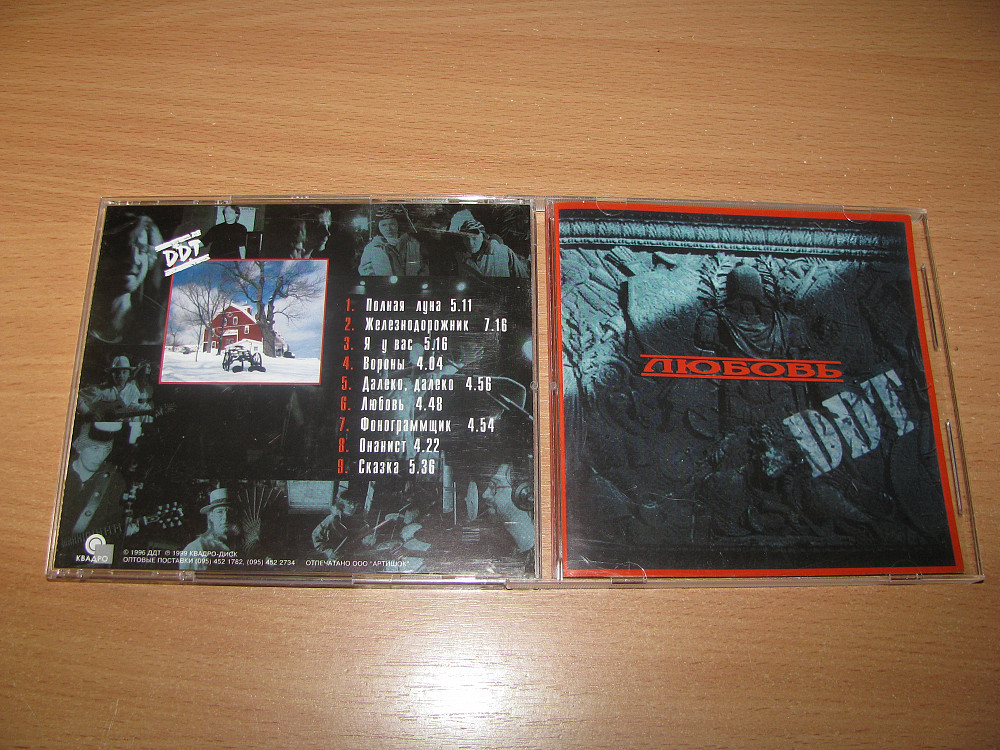 DDT
1. Полная луна 5.11
2. Железнодорожник 7.16
3. Я у вас 5.16
4. Вороны 4.04
5. Далеко, далеко 4.56
6. Любовь 4.48
7. Фонограммщик 4.54
8. Онанист 4.22
9. Сказка 5.36
КВАДРО
© 1996 ДДТ ℗ 1999 КВАДРО-ДИСК
ОПТОВЫЕ ПОСТАВКИ (095) 452 1782, (095) 452 2734 ОТПЕЧАТАНО ООО "АРТИШОК"
ЛЮБОВЬ
DDT